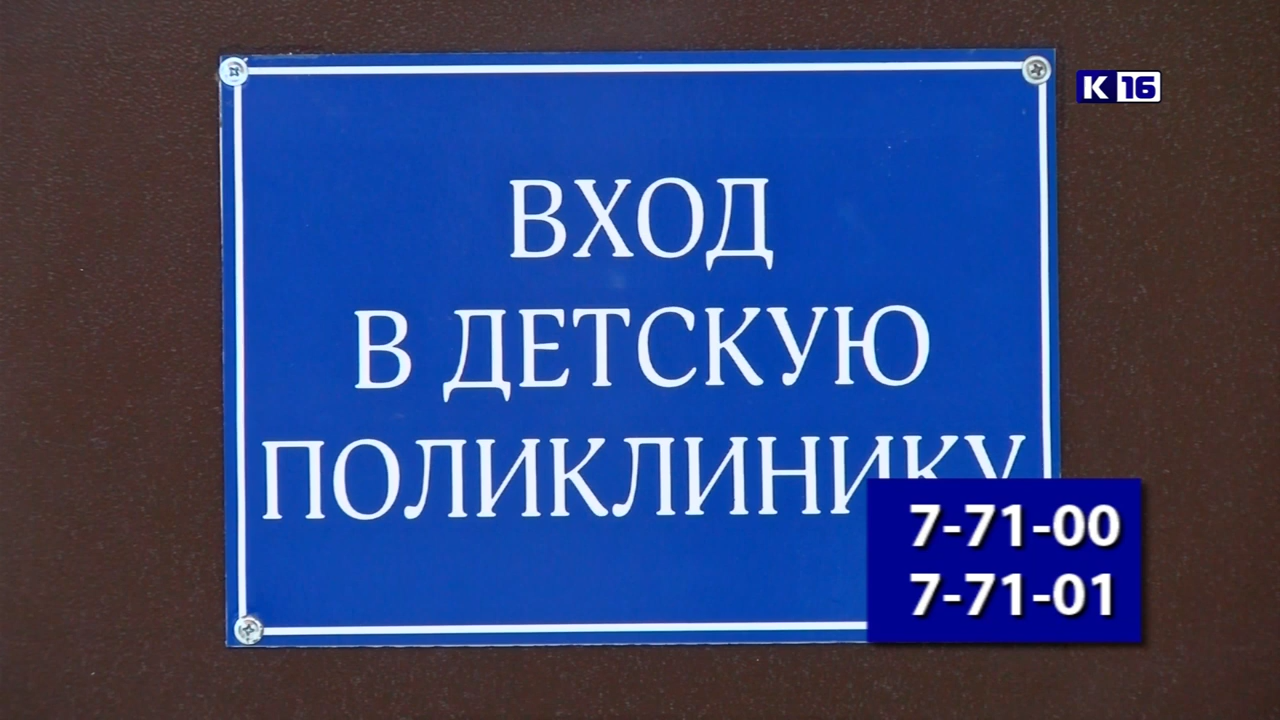 К 16
ВХОД
В ДЕТСКУЮ
ПОЛИКЛИНИКУ
7-71-00
7-71-01